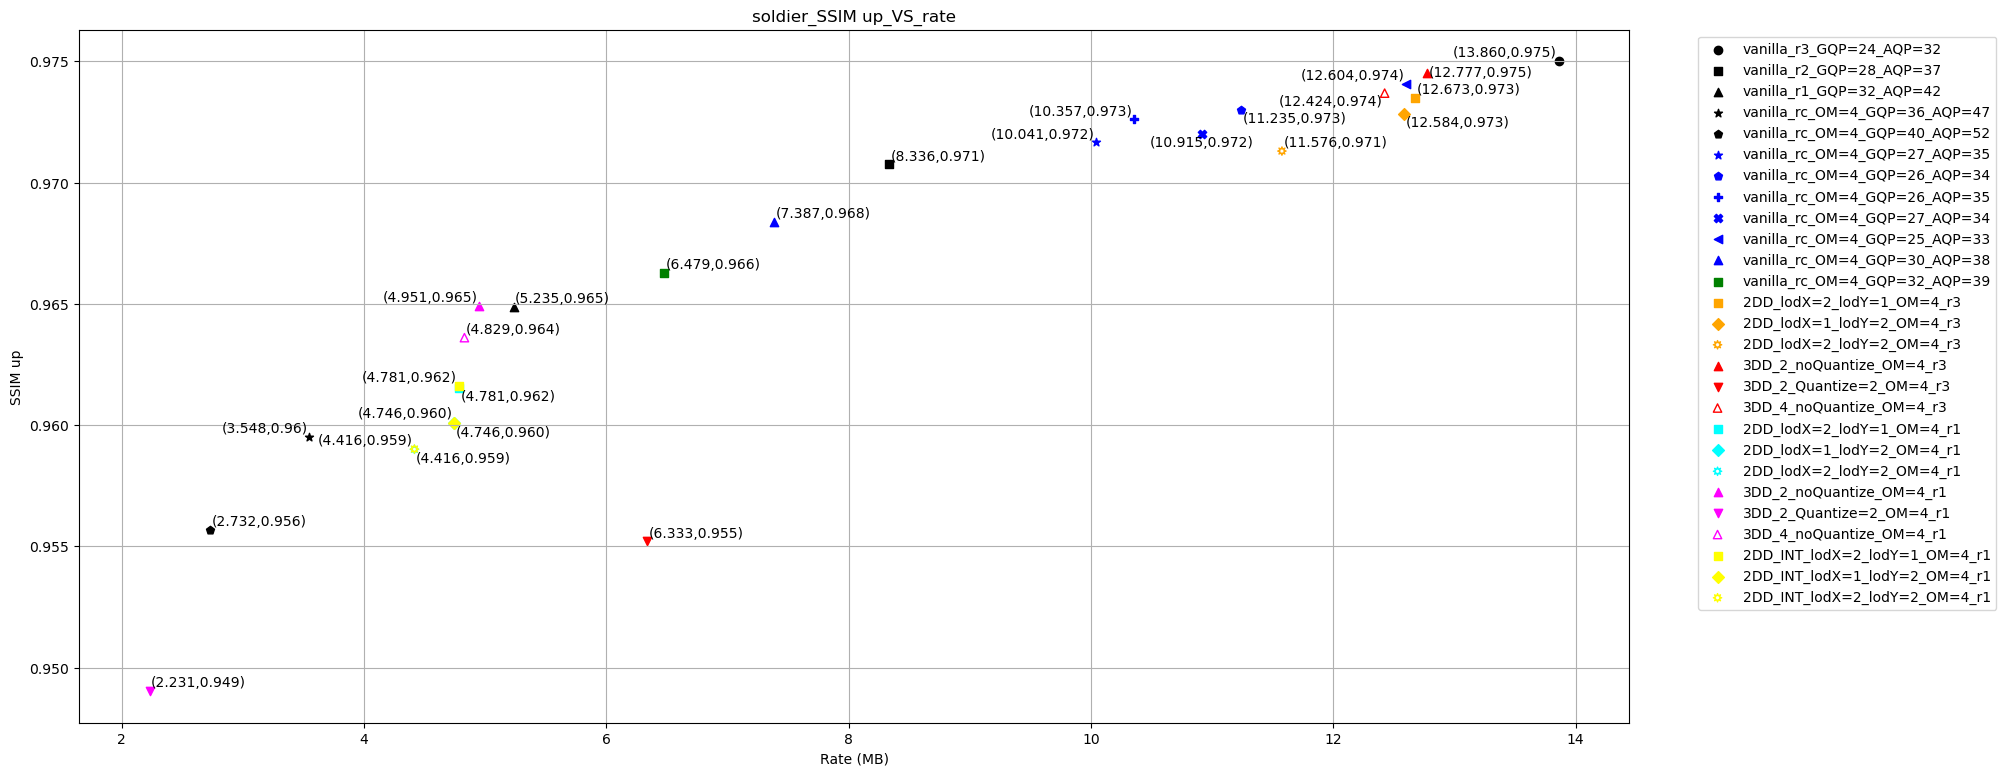 soldier_SSIM up_VS_rate
SSIM up
0.975
0.970
0.965
0.960
0.955
0.950
(13.860,0.975)
(12.604,0.974)
(12.777,0.975)
(12.673,0.973)
(12.424,0.974)
(10.357,0.973)
(11.235,0.973)
(12.584,0.973)
(10.041,0.972)
(10.915,0.972)
(11.576,0.971)
(8.336,0.971)
(7.387,0.968)
(6.479,0.966)
(4.951,0.965)
(5.235,0.965)
(4.829,0.964)
(4.781,0.962)
(4.781,0.962)
(4.746,0.960)
(3.548,0.96)
(4.746,0.960)
(4.416,0.959)
(4.416,0.959)
(2.732,0.956)
(6.333,0.955)
(2.231,0.949)
2
4
6
8
10
12
14
Rate (MB)
vanilla_r3_GQP=24_AQP=32
vanilla_r2_GQP=28_AQP=37
vanilla_r1_GQP=32_AQP=42
vanilla_rc_OM=4_GQP=36_AQP=47
vanilla_rc_OM=4_GQP=40_AQP=52
vanilla_rc_OM=4_GQP=27_AQP=35
vanilla_rc_OM=4_GQP=26_AQP=34
vanilla_rc_OM=4_GQP=26_AQP=35
vanilla_rc_OM=4_GQP=27_AQP=34
vanilla_rc_OM=4_GQP=25_AQP=33
vanilla_rc_OM=4_GQP=30_AQP=38
vanilla_rc_OM=4_GQP=32_AQP=39
2DD_lodX=2_lodY=1_OM=4_r3
2DD_lodX=1_lodY=2_OM=4_r3
2DD_lodX=2_lodY=2_OM=4_r3
3DD_2_noQuantize_OM=4_r3
3DD_2_Quantize=2_OM=4_r3
3DD_4_noQuantize_OM=4_r3
2DD_lodX=2_lodY=1_OM=4_r1
2DD_lodX=1_lodY=2_OM=4_r1
2DD_lodX=2_lodY=2_OM=4_r1
3DD_2_noQuantize_OM=4_r1
3DD_2_Quantize=2_OM=4_r1
3DD_4_noQuantize_OM=4_r1
2DD_INT_lodX=2_lodY=1_OM=4_r1
2DD_INT_lodX=1_lodY=2_OM=4_r1
2DD_INT_lodX=2_lodY=2_OM=4_r1